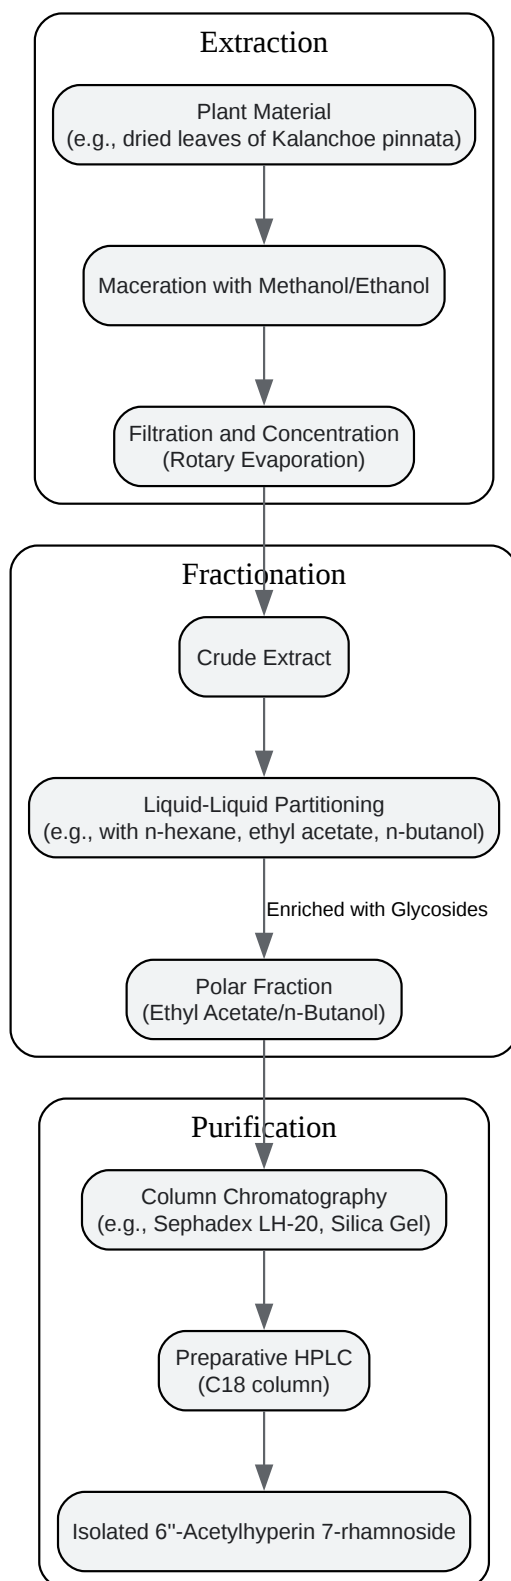 Extraction
Plant Material
(e.g., dried leaves of Kalanchoe pinnata)
Maceration with Methanol/Ethanol
Filtration and Concentration
(Rotary Evaporation)
Fractionation
Crude Extract
Liquid-Liquid Partitioning
(e.g., with n-hexane, ethyl acetate, n-butanol)
Enriched with Glycosides
Polar Fraction
(Ethyl Acetate/n-Butanol)
Purification
Column Chromatography
(e.g., Sephadex LH-20, Silica Gel)
Preparative HPLC
(C18 column)
Isolated 6''-Acetylhyperin 7-rhamnoside